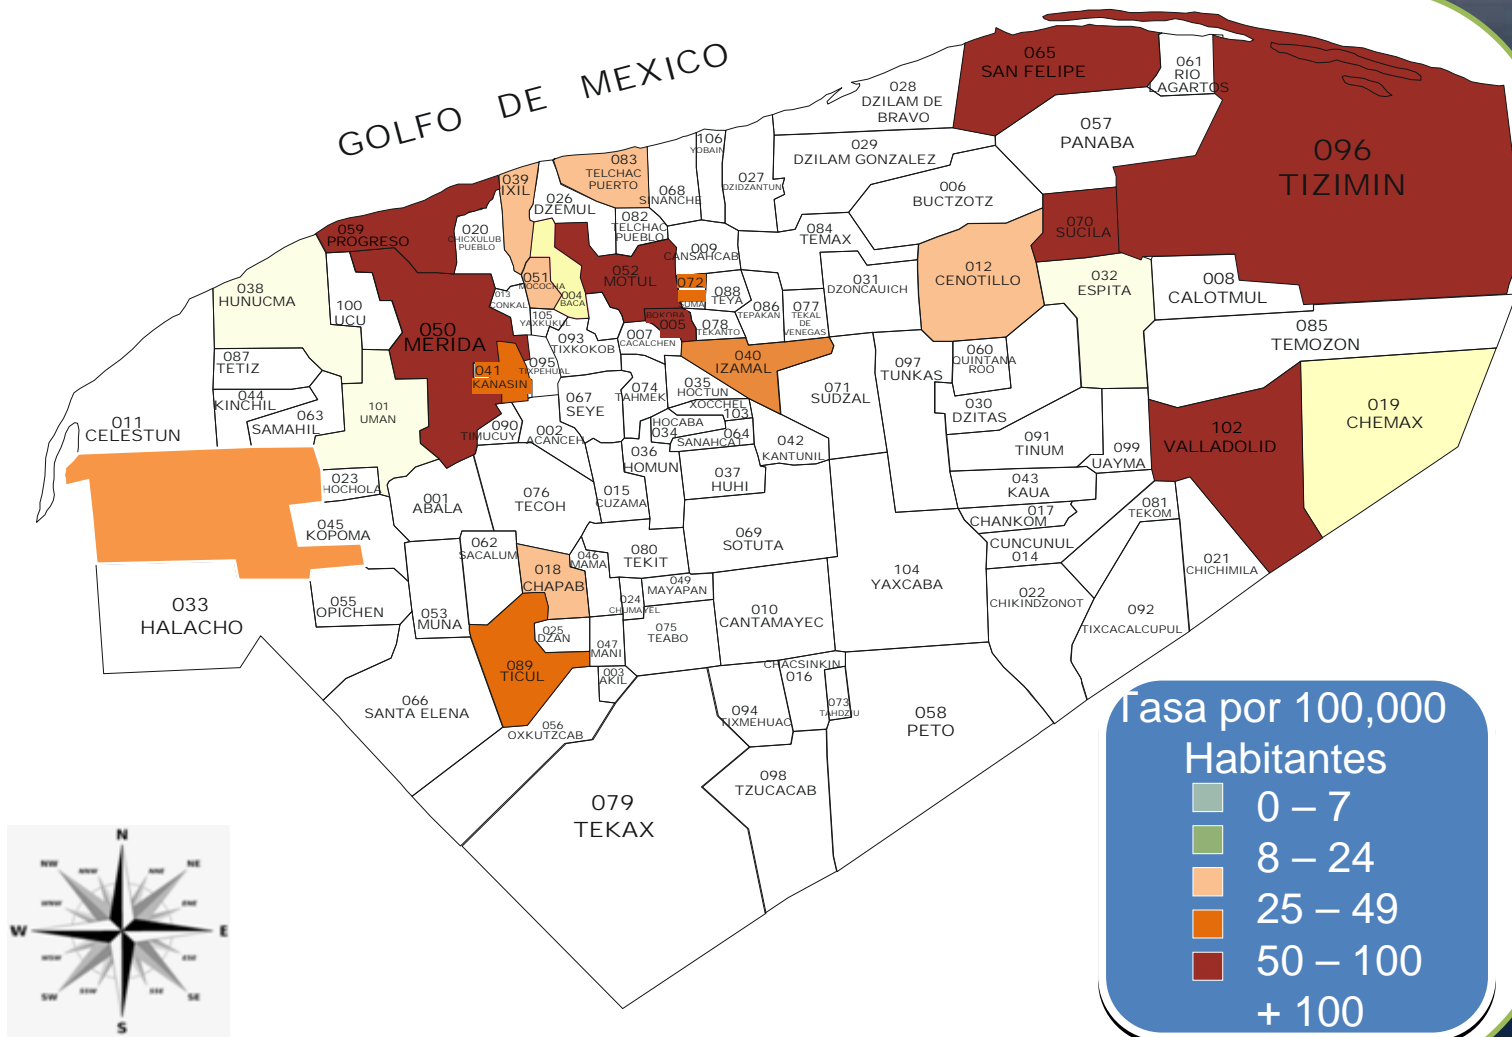 GOLFO DE MEXICO
065
SAN FELIPE
061
RIO
LAGARTOS
028
DZILAM DE
BRAVO
057
PANABA
096
TIZIMIN
106
YOBAIN
029
DZILAM GONZALEZ
083
TELCHAC
PUERTO
039
IXIL
027
DZIDZANTUN
068
SINANCHE
006
BUCTZOTZ
026
DZEMUL
082
TELCHAC
PUEBLO
070
SUCILA
059
PROGRESO
020
CHICXULUB
PUEBLO
084
TEMAX
009
CANSAHCAB
012
CENOTILLO
052
MOTUL
051
MOCOCHA
072
SUMA
031
DZONCAUICH
032
ESPITA
008
CALOTMUL
038
HUNUCMA
004
BACA
013
CONKAL
088
TEYA
100
UCU
086
TEPAKAN
077
TEKAL
DE
VENEGAS
105
YAXKUKUL
BOKOBA
005
078
TEKANTO
050
MERIDA
093
TIXKOKOB
007
CACALCHEN
085
TEMOZON
087
TETIZ
095
TIXPEHUAL
040
IZAMAL
060
QUINTANA
ROO
097
TUNKAS
041
KANASIN
044
KINCHIL
074
TAHMEK
035
HOCTUN
071
SUDZAL
067
SEYE
XOCCHEL
103
030
DZITAS
019
CHEMAX
101
UMAN
063
SAMAHIL
011
CELESTUN
HOCABA
034
090
TIMUCUY
002
ACANCEH
064
SANAHCAT
042
KANTUNIL
102
VALLADOLID
091
TINUM
099
UAYMA
036
HOMUN
037
HUHI
023
HOCHOLA
043
KAUA
001
ABALA
076
TECOH
015
CUZAMA
081
TEKOM
017
CHANKOM
045
KOPOMA
069
SOTUTA
062
SACALUM
080
TEKIT
046
MAMA
CUNCUNUL
014
021
CHICHIMILA
018
CHAPAB
104
YAXCABA
049
MAYAPAN
033
HALACHO
055
OPICHEN
053
MUNA
024
CHUMAYEL
022
CHIKINDZONOT
010
CANTAMAYEC
092
TIXCACALCUPUL
025
DZAN
075
TEABO
047
MANI
089
TICUL
003
AKIL
CHACSINKIN
016
066
SANTA ELENA
094
TIXMEHUAC
073
TAHDZIU
058
PETO
056
OXKUTZCAB
098
TZUCACAB
079
TEKAX
Tasa por 100,000
Habitantes
0 – 7
8 – 24
25 – 49
50 – 100
+ 100
N
NNW
NNE
NW
NE
WNW
ENE
W
E
WSW
ESE
SW
SE
SSW
SSE
S